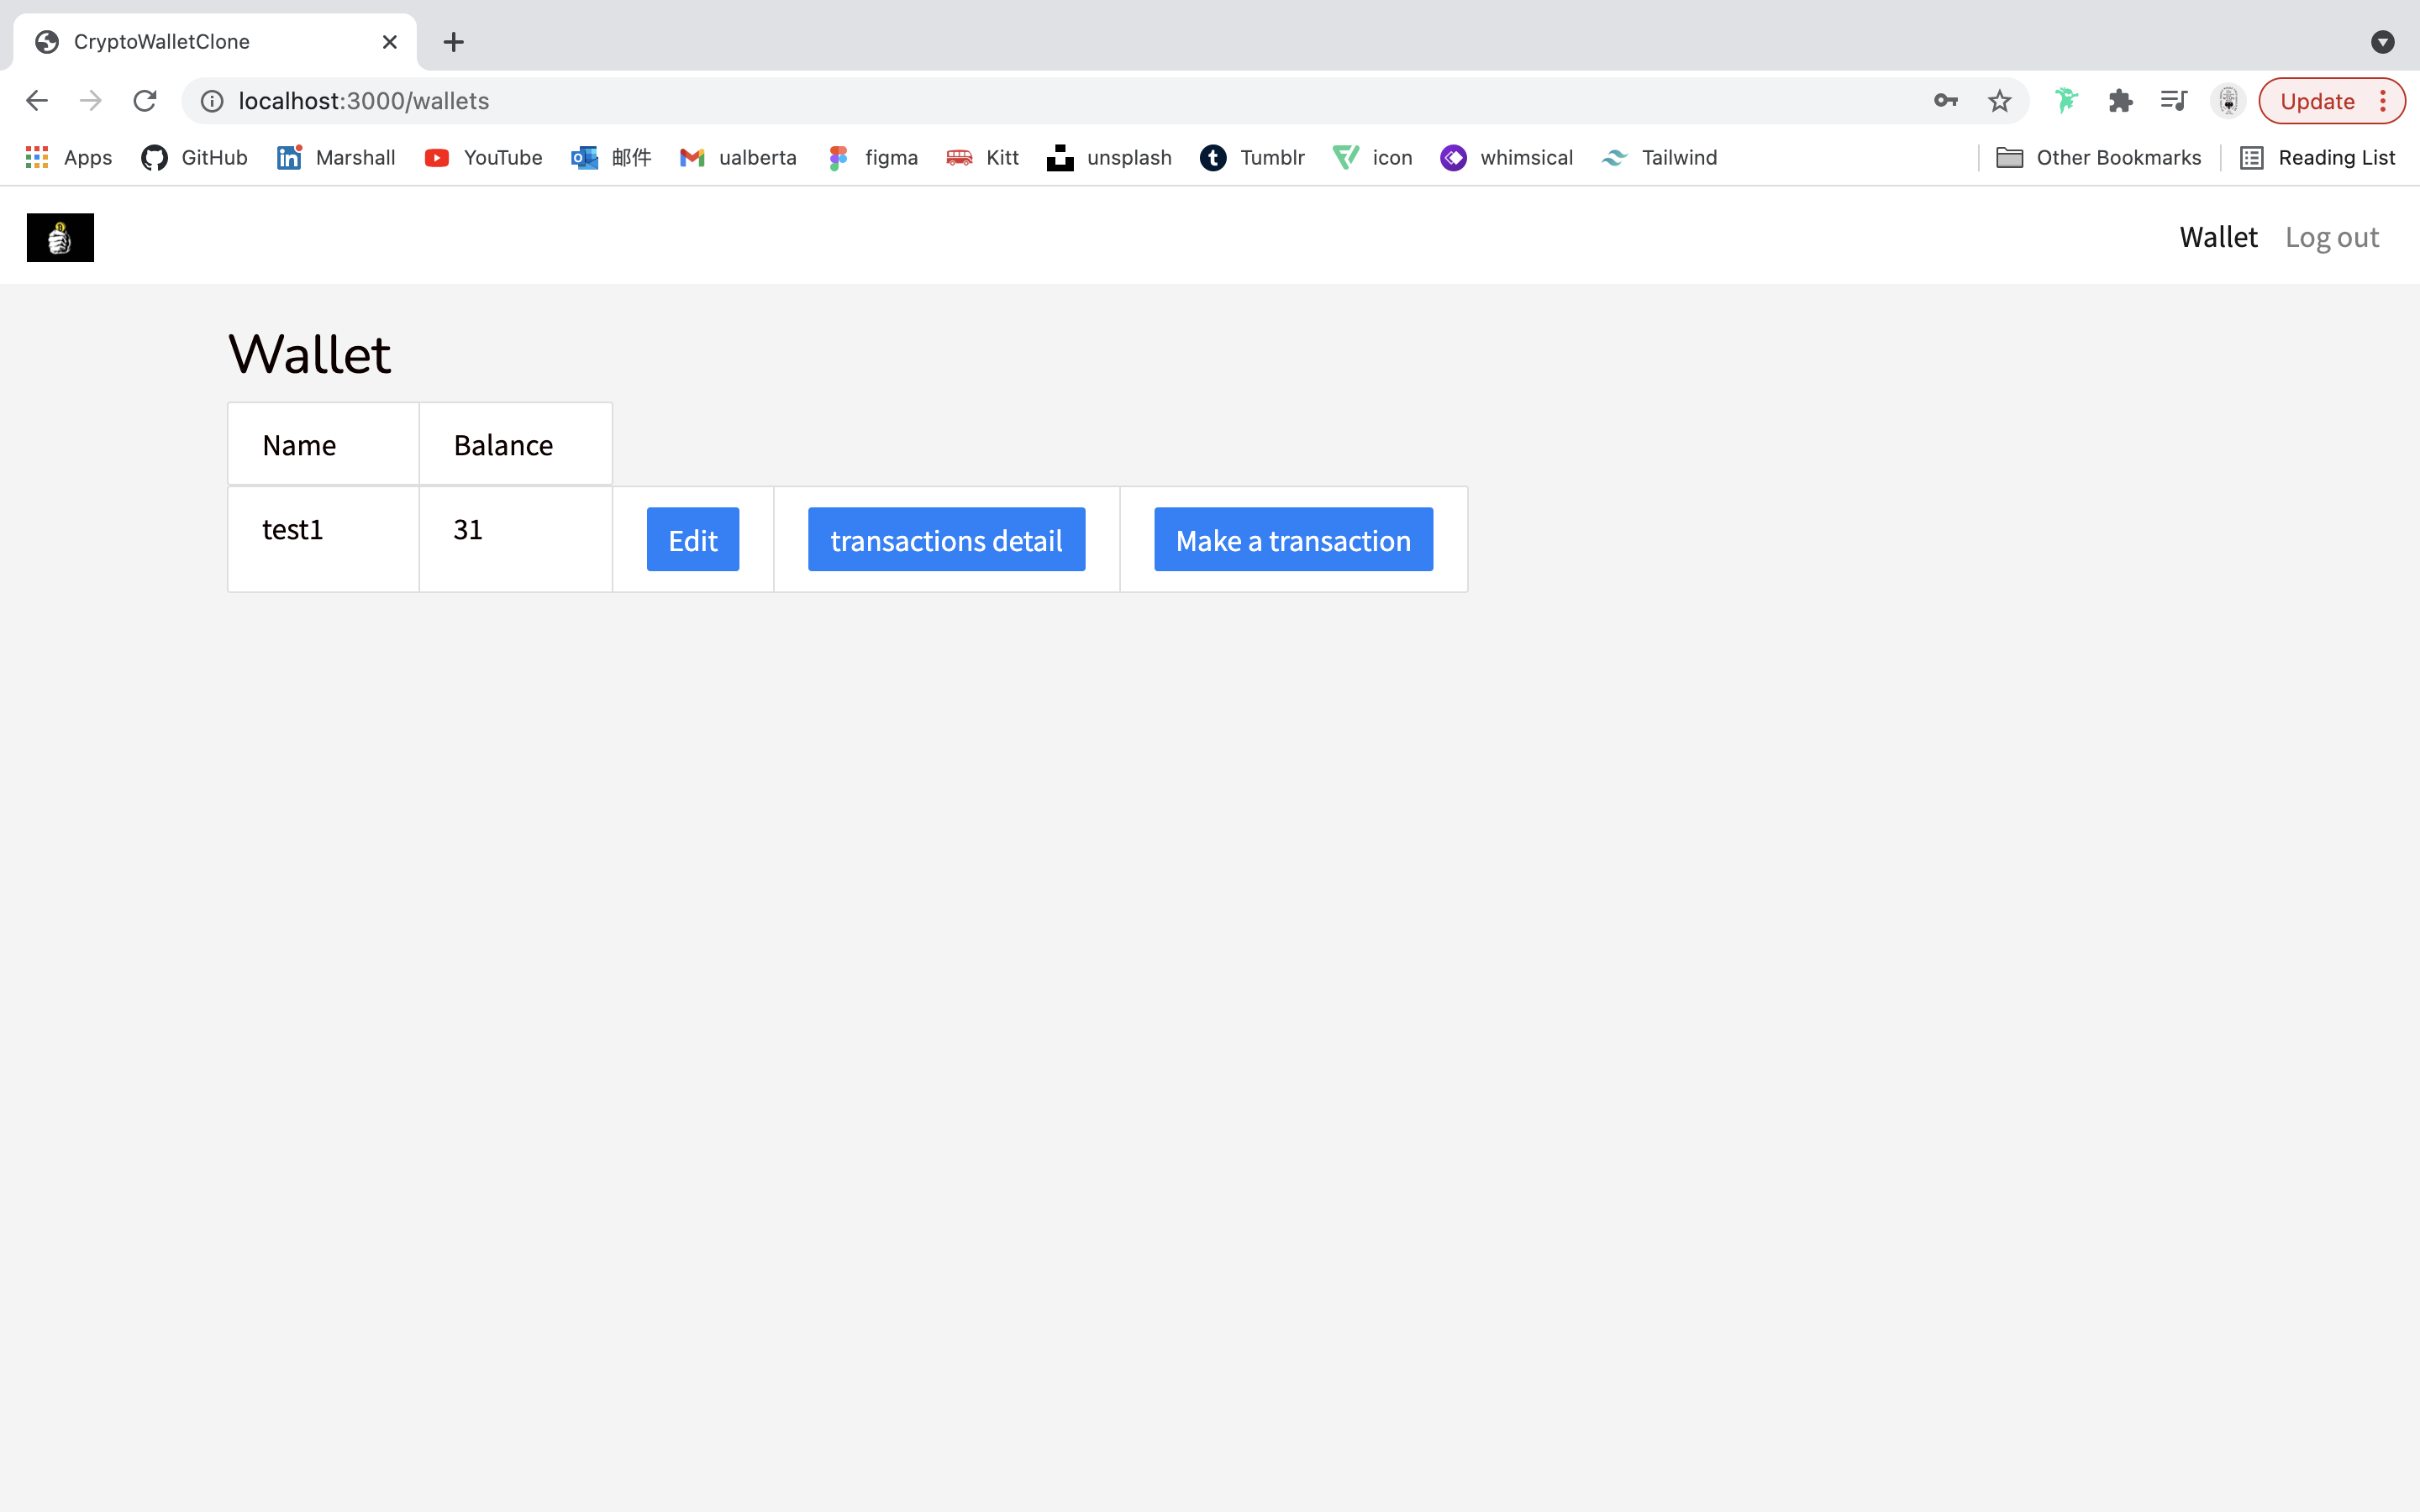 CryptoWalletClone
localhost:3000/wallets
Update
Apps GitHub Marshall YouTube 邮件 ualberta figma Kitt unsplash Tumblr icon whimsical Tailwind Other Bookmarks Reading List
Wallet Log out
Wallet
Name Balance
test1 31 Edit transactions detail Make a transaction